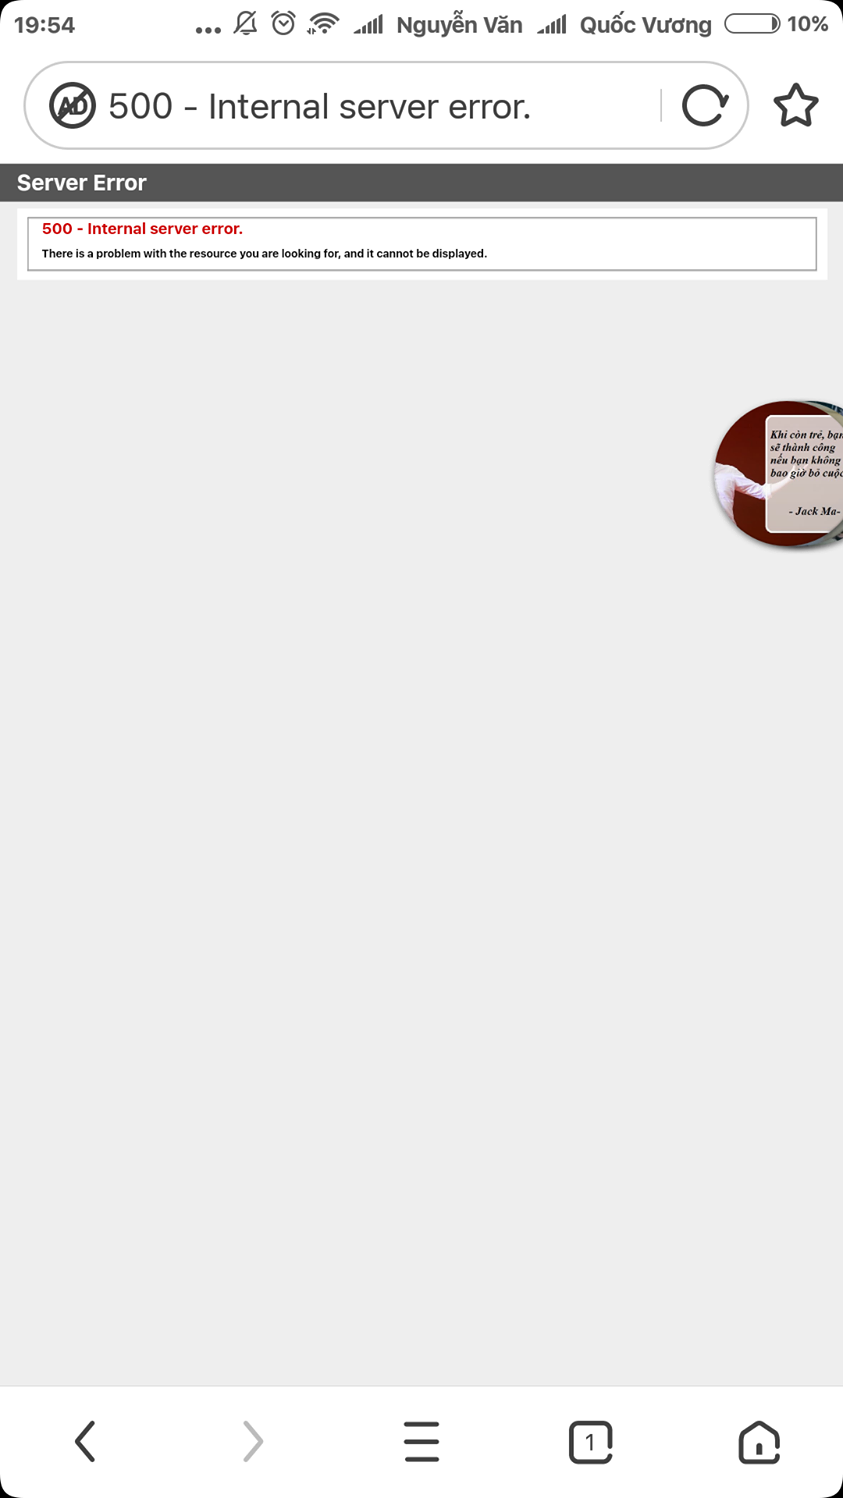 19:54 ... Nguyễn Văn Quốc Vương 10%
AD 500 - Internal server error.
Server Error
500 - Internal server error.
There is a problem with the resource you are looking for, and it cannot be displayed.
Khi còn trẻ, bạn
sẽ thành công
nếu bạn không
bao giờ bỏ cuộc
- Jack Ma-
1